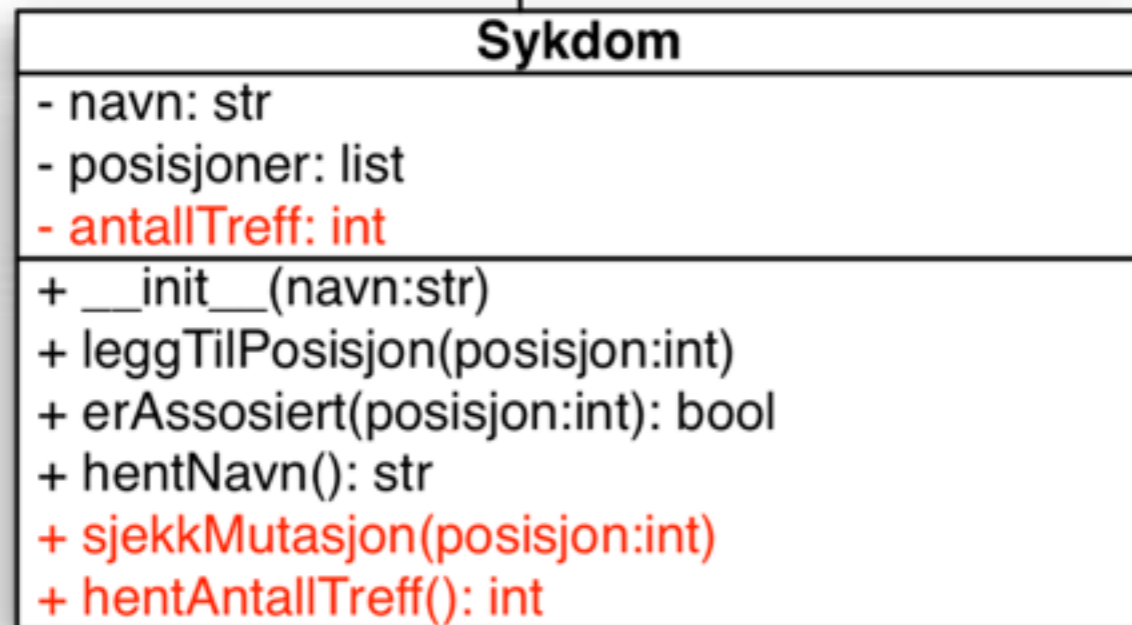 Sykdom
- navn: str
- posisjoner: list
- antallTreff: int
+ __init__(navn:str)
+ leggTilPosisjon(posisjon:int)
+ erAssosiert(posisjon:int): bool
+ hentNavn(): str
+ sjekkMutasjon(posisjon:int)
+ hentAntallTreff(): int